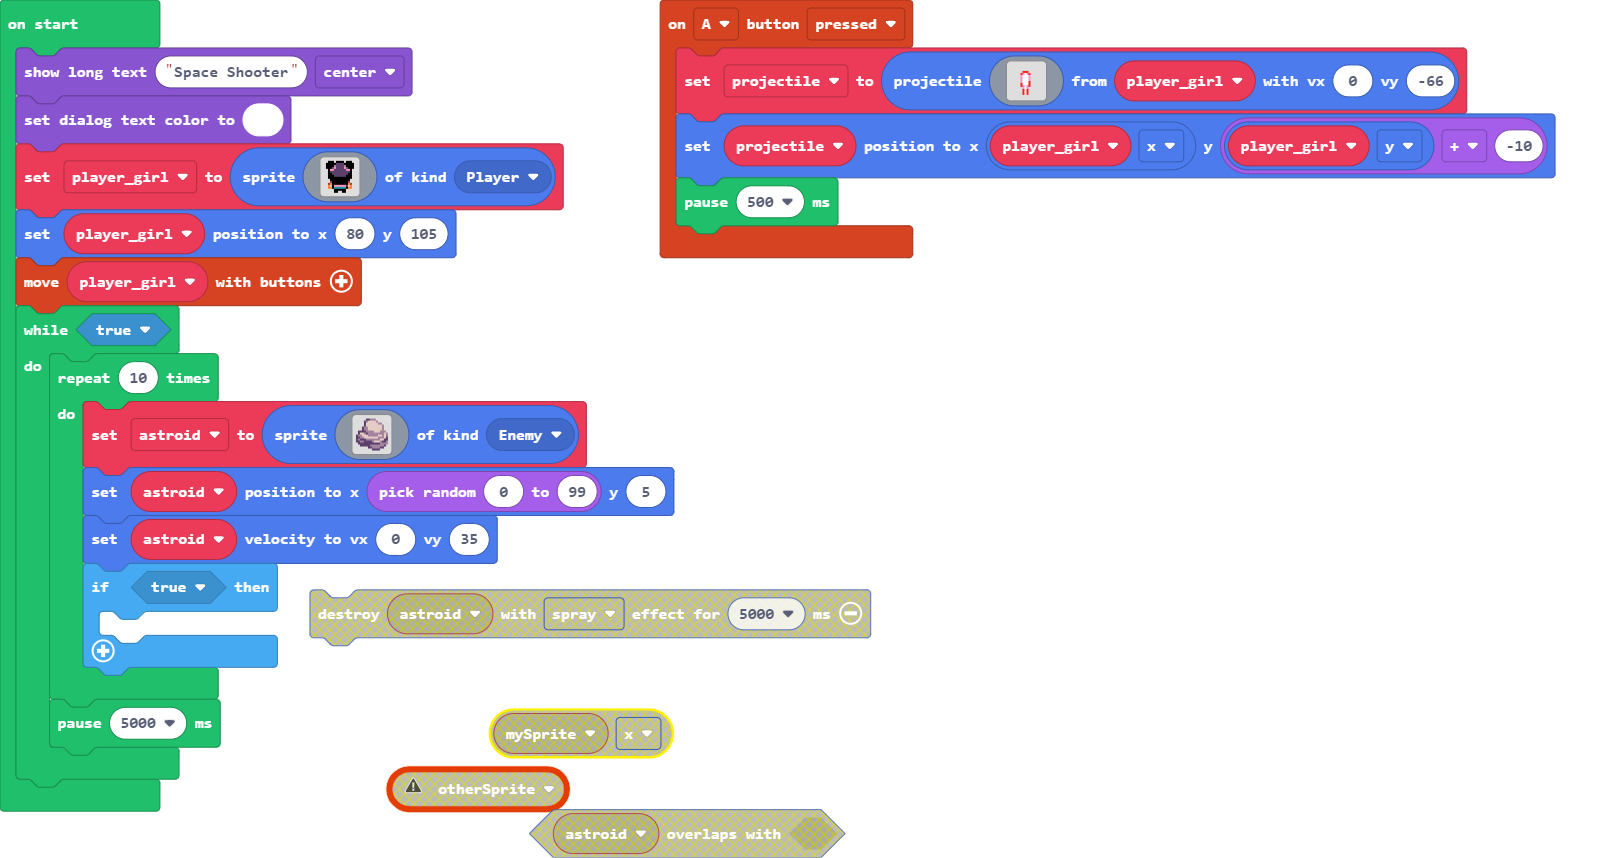 on start
show long text "Space Shooter" center
set dialog text color to
set player_girl to sprite of kind Player
set player_girl position to x 80 y 105
move player_girl with buttons
while true
do
repeat 10 times
do
set astroid to sprite of kind Enemy
set astroid position to x pick random 0 to 99 y 5
set astroid velocity to vx 0 vy 35
if true then
pause 5000 ms
destroy astroid with spray effect for 5000 ms
mySprite x
otherSprite
astroid overlaps with
on A button pressed
set projectile to projectile from player_girl with vx 0 vy -66
set projectile position to x player_girl x y player_girl y + -10
pause 500 ms